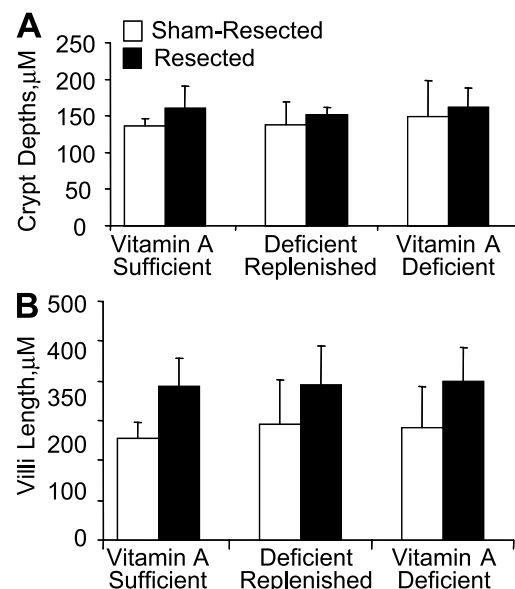 A
Sham-Resected
Resected
Crypt Depths,μM
250
200
150
100
50
0
Vitamin A
Sufficient
Deficient
Replenished
Vitamin A
Deficient
B
Villi Length,μM
500
400
350
200
100
0
Vitamin A
Sufficient
Deficient
Replenished
Vitamin A
Deficient